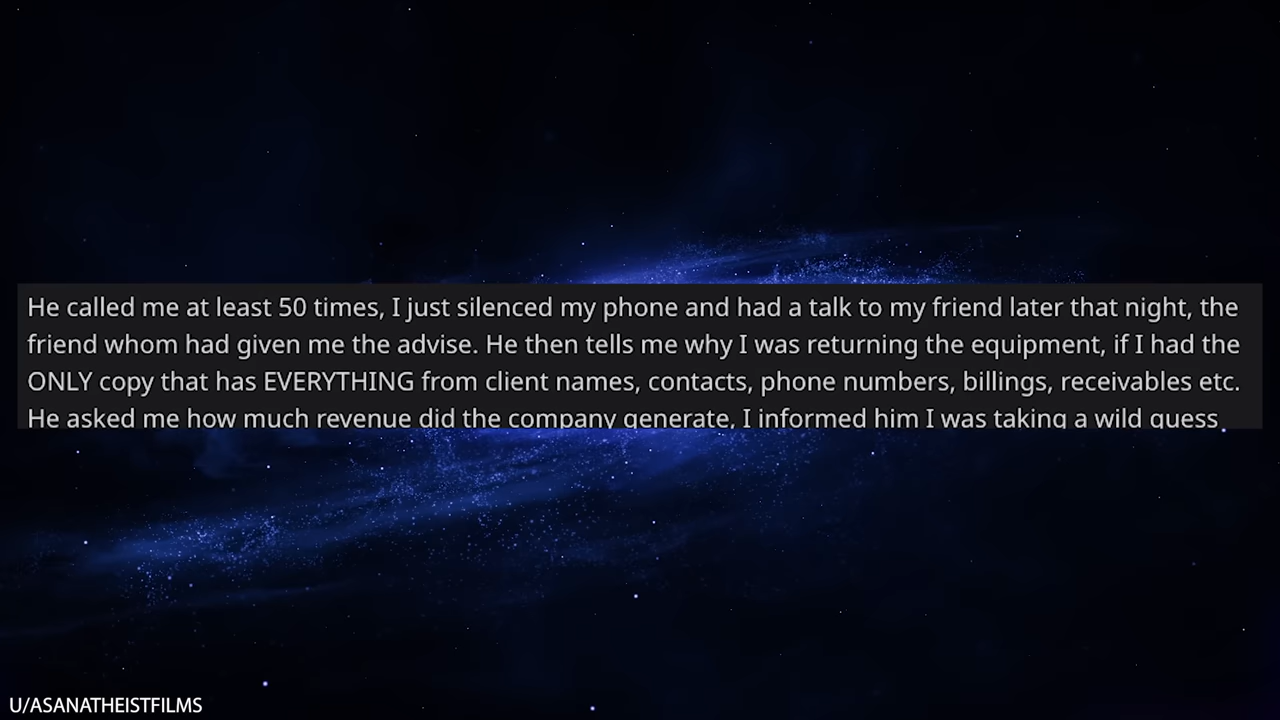 He called me at least 50 times, I just silenced my phone and had a talk to my friend later that night, the
friend whom had given me the advise. He then tells me why I was returning the equipment, if I had the
ONLY copy that has EVERYTHING from client names, contacts, phone numbers, billings, receivables etc.
He asked me how much revenue did the company generate, I informed him I was taking a wild guess
U/ASANATHEISTFILMS